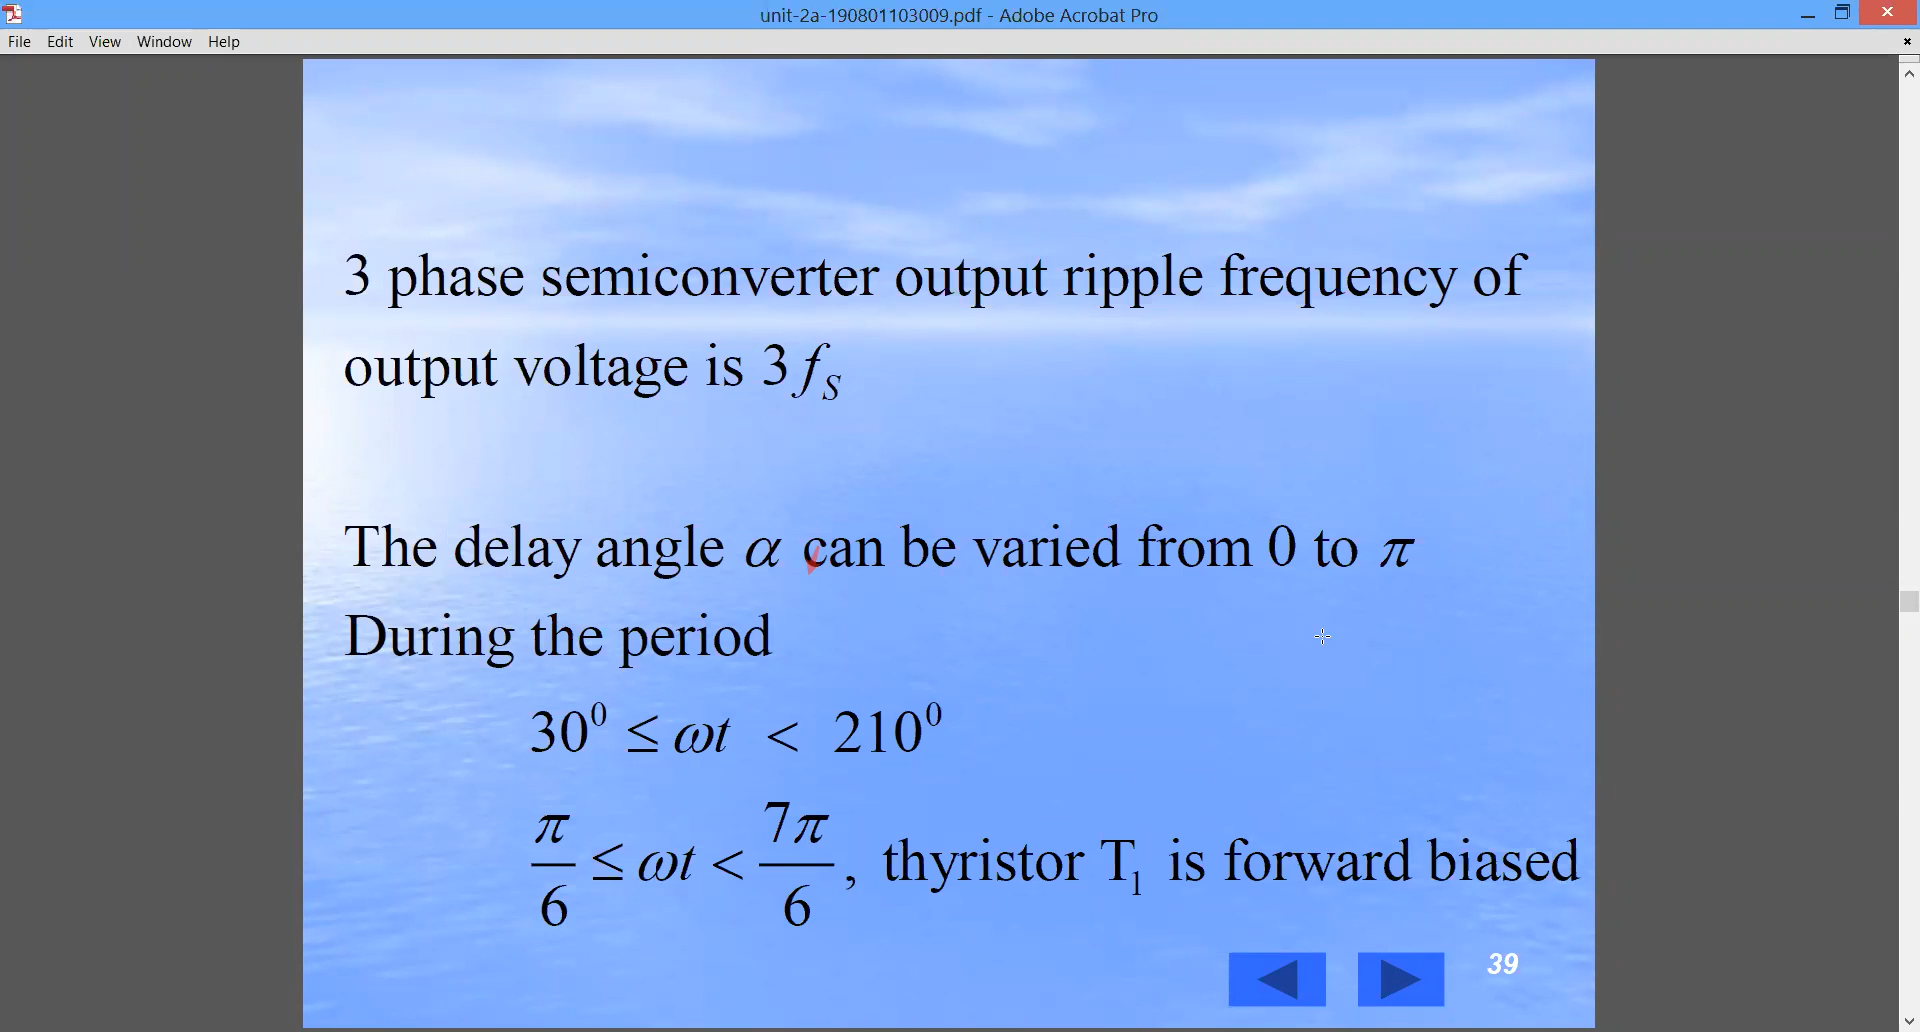 unit-2a-190801103009.pdf - Adobe Acrobat Pro
File Edit View Window Help
3 phase semiconverter output ripple frequency of
output voltage is 3 f_S
The delay angle α can be varied from 0 to π
During the period
30⁰ ≤ ωt < 210⁰
π/6 ≤ ωt < 7π/6, thyristor T₁ is forward biased
39